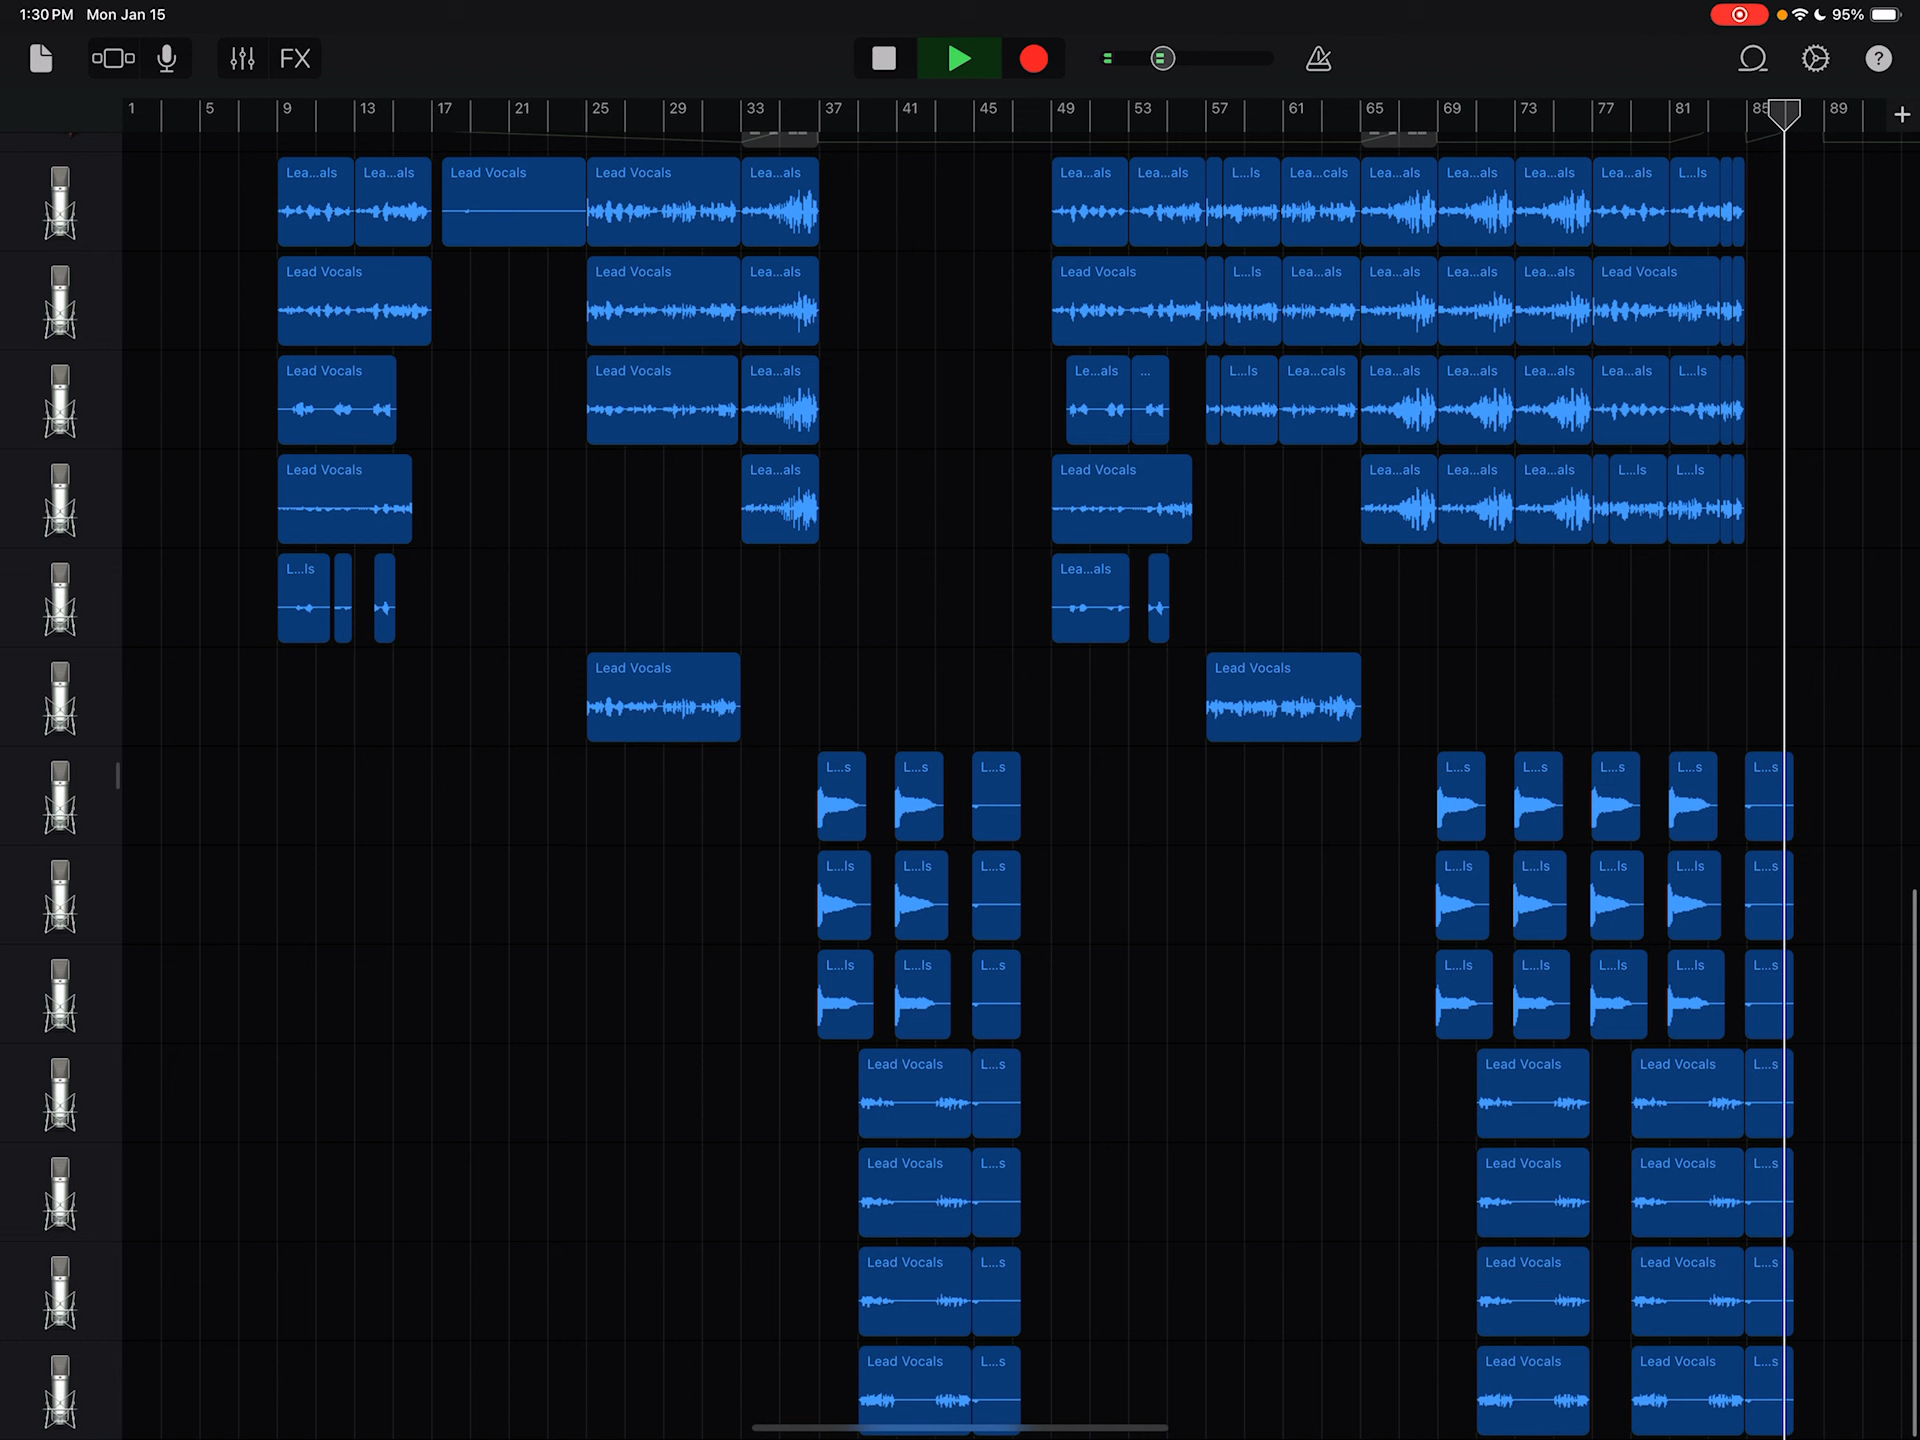 1:30 PM Mon Jan 15 95%
FX ?
1 5 9 13 17 21 25 29 33 37 41 45 49 53 57 61 65 69 73 77 81 85 89 +
Lea...als Lea...als Lead Vocals Lead Vocals Lea...als Lea...als Lea...als L...ls Lea...cals Lea...als Lea...als Lea...als Lea...als L...ls
Lead Vocals Lead Vocals Lea...als Lead Vocals L...ls Lea...als Lea...als Lea...als Lea...als Lead Vocals
Lead Vocals Lead Vocals Lea...als Le...als ... L...ls Lea...cals Lea...als Lea...als Lea...als Lea...als L...ls
Lead Vocals Lea...als Lead Vocals Lea...als Lea...als Lea...als L...ls L...ls
L...ls Lea...als
Lead Vocals Lead Vocals
L...s L...s L...s L...s L...s L...s L...s L...s
L...ls L...ls L...s L...ls L...ls L...ls L...ls L...s
L...ls L...ls L...s L...ls L...ls L...ls L...ls L...s
Lead Vocals L...s Lead Vocals Lead Vocals L...s
Lead Vocals L...s Lead Vocals Lead Vocals L...s
Lead Vocals L...s Lead Vocals Lead Vocals L...s
Lead Vocals L...s Lead Vocals Lead Vocals L...s